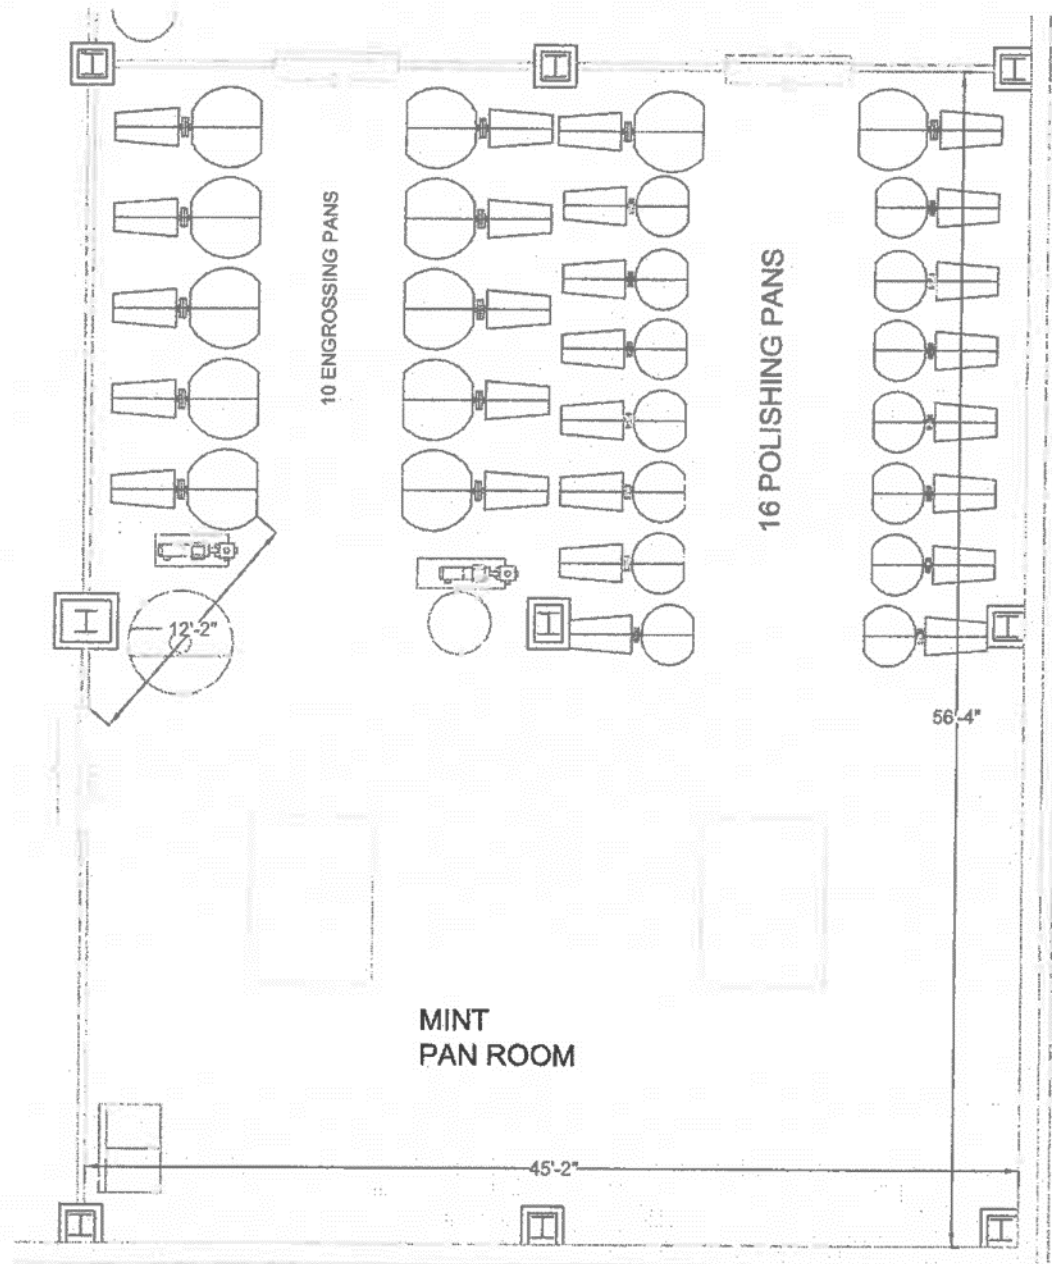 10 ENGROSSING PANS
16 POLISHING PANS
12'-2"
56'-4"
MINT
PAN ROOM
45'-2"